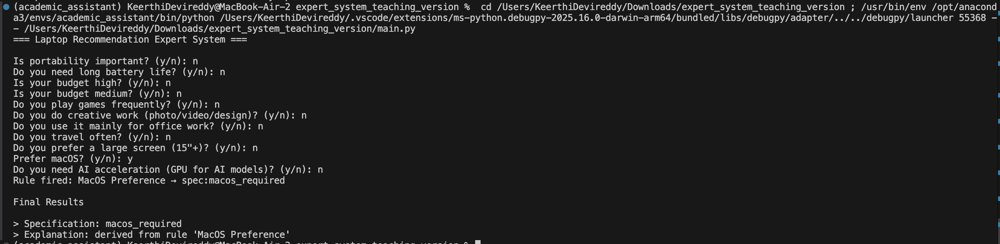 (academic_assistant) KeerthiDevireddy@MacBook-Air-2 expert_system_teaching_version %  cd /Users/KeerthiDevireddy/Downloads/expert_system_teaching_version ; /usr/bin/env /opt/anacond
a3/envs/academic_assistant/bin/python /Users/KeerthiDevireddy/.vscode/extensions/ms-python.debugpy-2025.16.0-darwin-arm64/bundled/libs/debugpy/adapter/../../debugpy/launcher 55368 -
- /Users/KeerthiDevireddy/Downloads/expert_system_teaching_version/main.py
=== Laptop Recommendation Expert System ===
Is portability important? (y/n): n
Do you need long battery life? (y/n): n
Is your budget high? (y/n): n
Is your budget medium? (y/n): n
Do you play games frequently? (y/n): n
Do you do creative work (photo/video/design)? (y/n): n
Do you use it mainly for office work? (y/n): n
Do you travel often? (y/n): n
Do you prefer a large screen (15"+)? (y/n): n
Prefer macOS? (y/n): y
Do you need AI acceleration (GPU for AI models)? (y/n): n
Rule fired: MacOS Preference → spec:macos_required
Final Results
> Specification: macos_required
> Explanation: derived from rule 'MacOS Preference'
(academic_assistant) KeerthiDevireddy@MacBook-Air-2 expert_system_teaching_version %